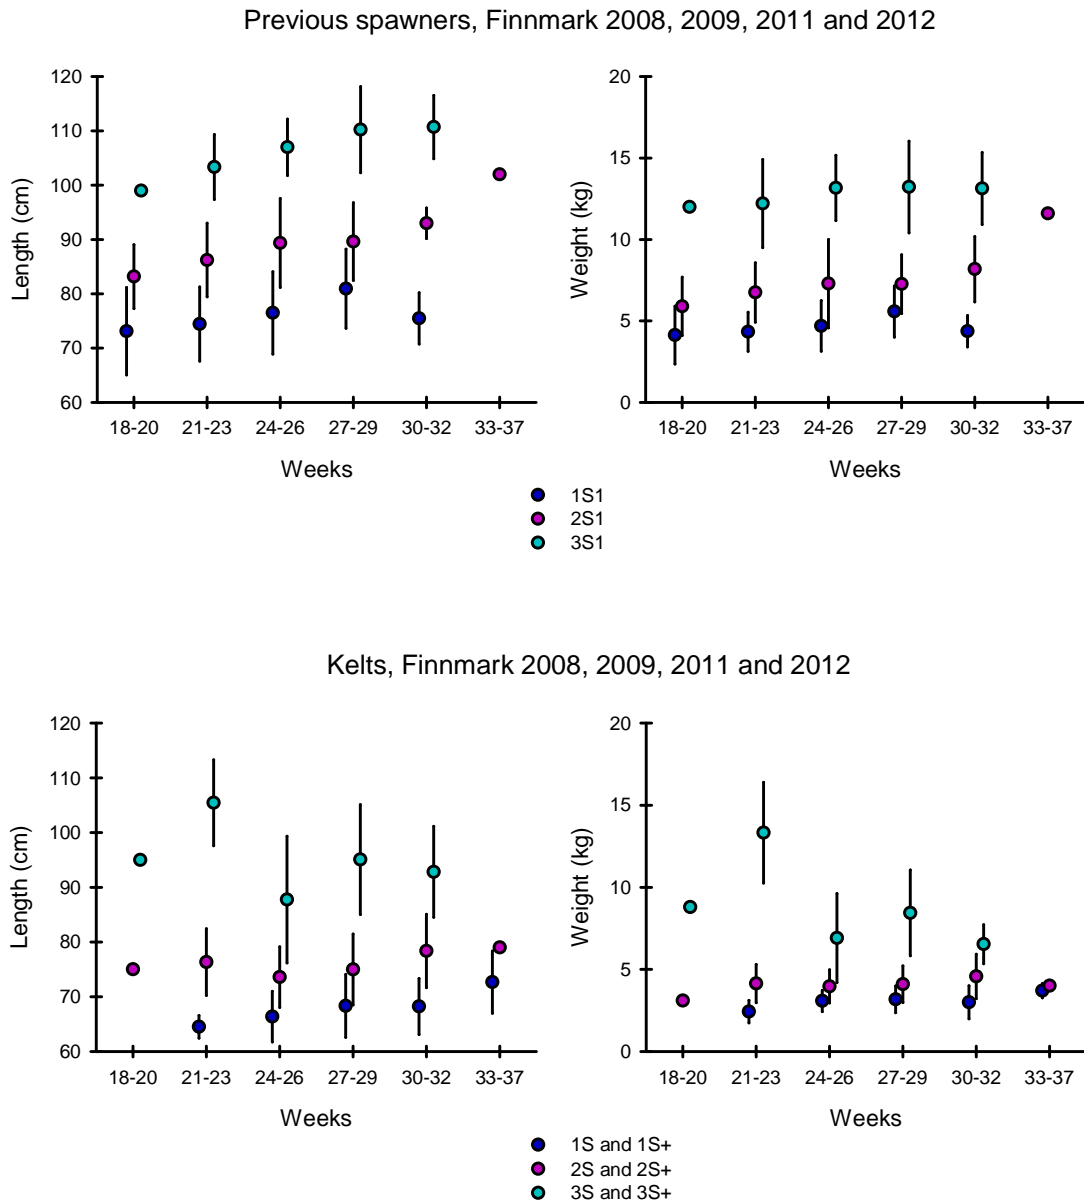 Previous spawners, Finnmark 2008, 2009, 2011 and 2012
Length (cm)
120
110
100
90
80
70
60
18-20 21-23 24-26 27-29 30-32 33-37
Weeks
Weight (kg)
20
15
10
5
0
18-20 21-23 24-26 27-29 30-32 33-37
Weeks
1S1
2S1
3S1
Kelts, Finnmark 2008, 2009, 2011 and 2012
Length (cm)
120
110
100
90
80
70
60
18-20 21-23 24-26 27-29 30-32 33-37
Weeks
Weight (kg)
20
15
10
5
0
18-20 21-23 24-26 27-29 30-32 33-37
Weeks
1S and 1S+
2S and 2S+
3S and 3S+